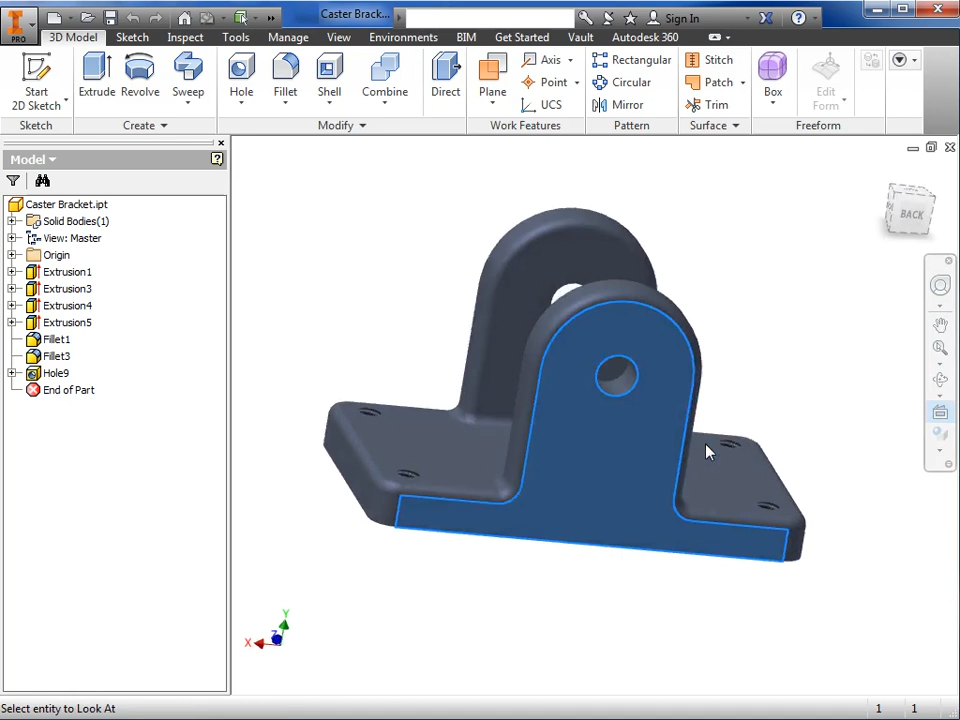 Caster Brack...
Sign In
PRO
3D Model Sketch Inspect Tools Manage View Environments BIM Get Started Vault Autodesk 360
Start
2D Sketch
Extrude
Revolve
Sweep
Hole
Fillet
Shell
Combine
Direct
Plane
Axis
Point
UCS
Rectangular
Circular
Mirror
Stitch
Patch
Trim
Box
Edit
Form
Sketch Create Modify Work Features Pattern Surface Freeform
Model
Caster Bracket.ipt
Solid Bodies(1)
View: Master
Origin
Extrusion1
Extrusion3
Extrusion4
Extrusion5
Fillet1
Fillet3
Hole9
End of Part
BACK
Y
X
Z
Select entity to Look At
1 1